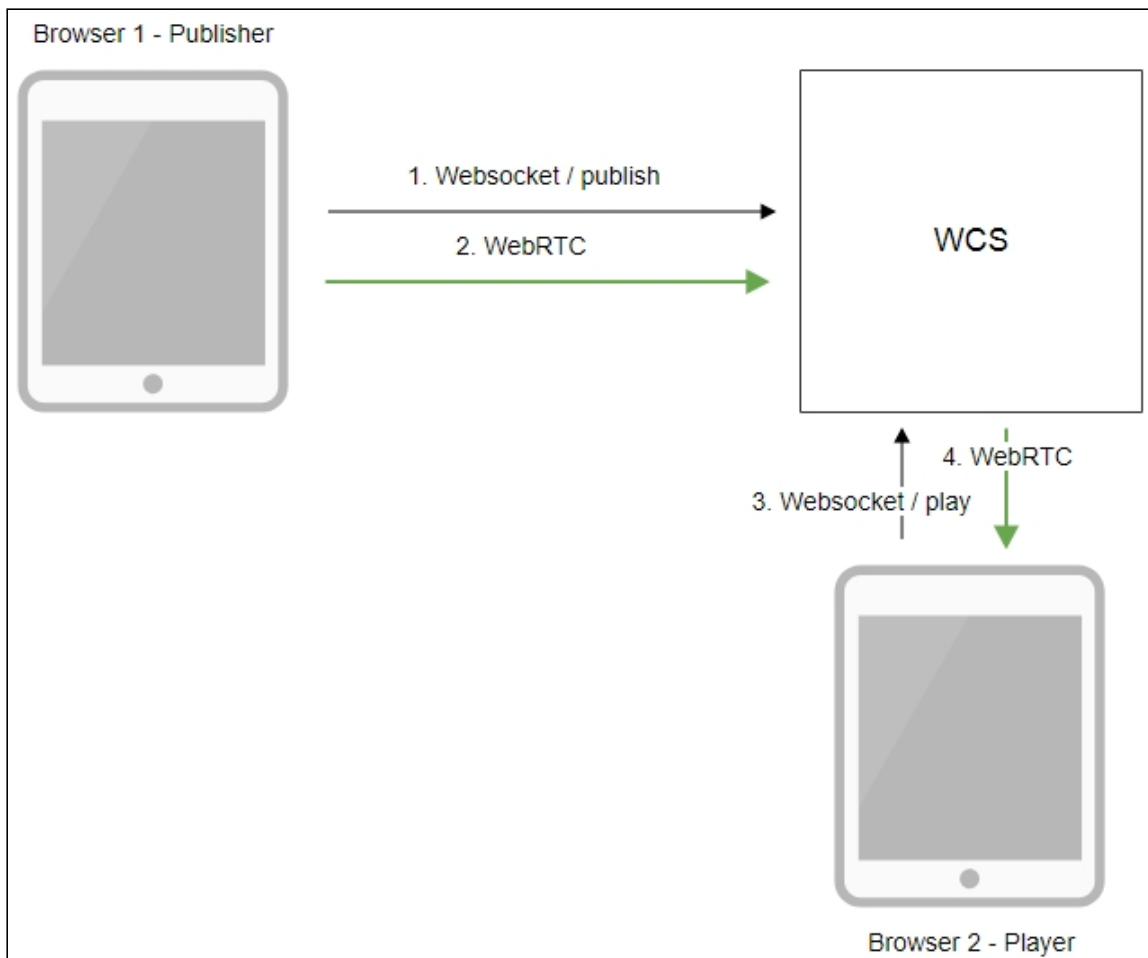 Browser 1 - Publisher
1. Websocket / publish
2. WebRTC
WCS
4. WebRTC
3. Websocket / play
Browser 2 - Player